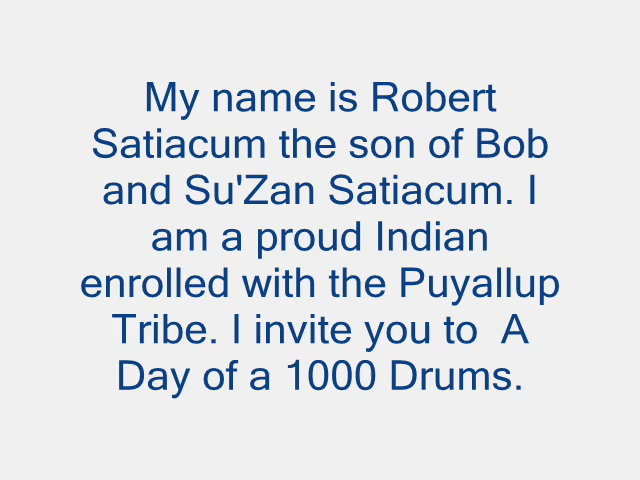 My name is Robert
Satiacum the son of Bob
and Su'Zan Satiacum. I
am a proud Indian
enrolled with the Puyallup
Tribe. I invite you to  A
Day of a 1000 Drums.